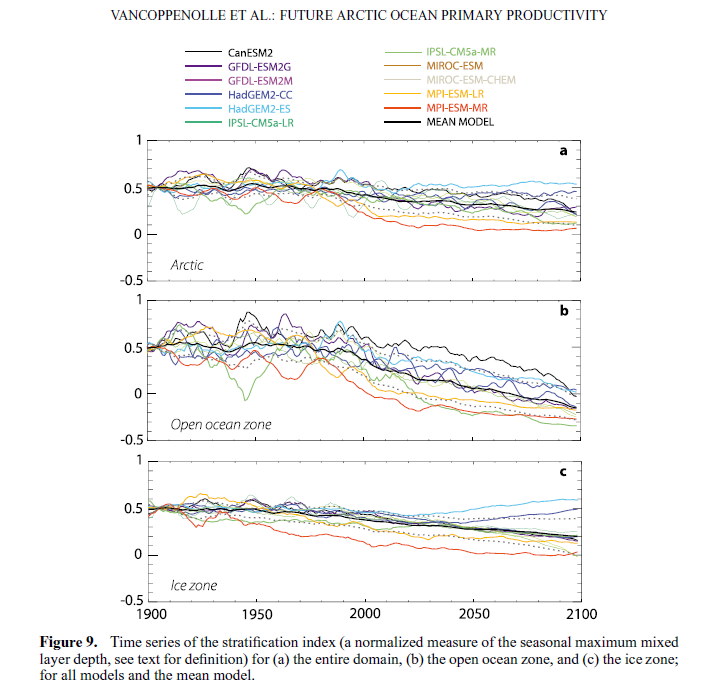 VANCOPPENOLLE ET AL.: FUTURE ARCTIC OCEAN PRIMARY PRODUCTIVITY
CanESM2
GFDL-ESM2G
GFDL-ESM2M
HadGEM2-CC
HadGEM2-ES
IPSL-CM5a-LR
IPSL-CM5a-MR
MIROC-ESM
MIROC-ESM-CHEM
MPI-ESM-LR
MPI-ESM-MR
MEAN MODEL
1
a
0.5
0
Arctic
-0.5
1
b
0.5
0
Open ocean zone
-0.5
1
c
0.5
0
Ice zone
-0.5
1900 1950 2000 2050 2100
Figure 9. Time series of the stratification index (a normalized measure of the seasonal maximum mixed
layer depth, see text for definition) for (a) the entire domain, (b) the open ocean zone, and (c) the ice zone;
for all models and the mean model.